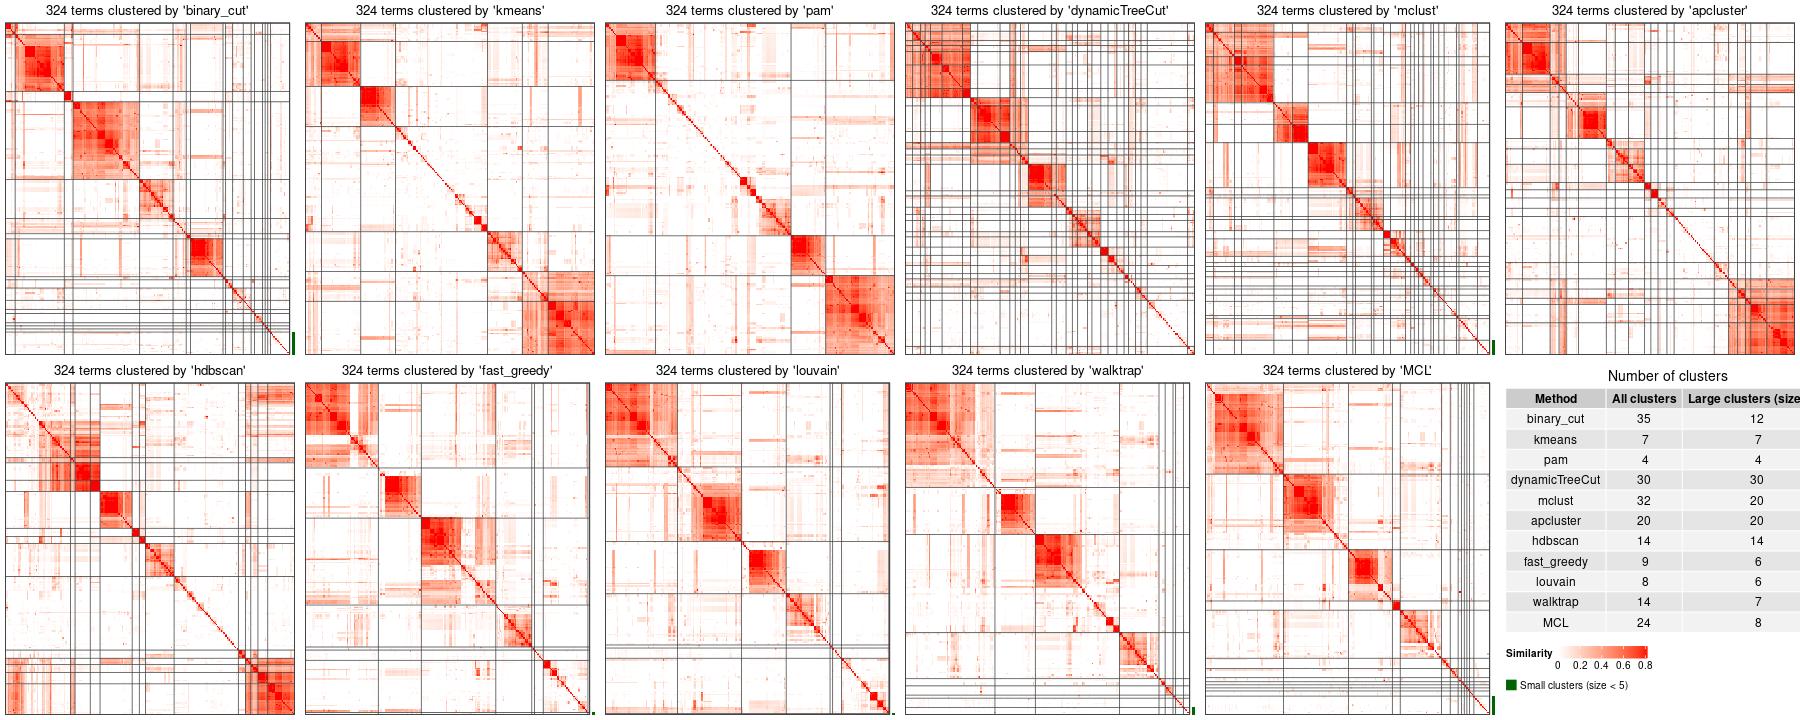 324 terms clustered by 'binary_cut'
324 terms clustered by 'kmeans'
324 terms clustered by 'pam'
324 terms clustered by 'dynamicTreeCut'
324 terms clustered by 'mclust'
324 terms clustered by 'apcluster'
324 terms clustered by 'hdbscan'
324 terms clustered by 'fast_greedy'
324 terms clustered by 'louvain'
324 terms clustered by 'walktrap'
324 terms clustered by 'MCL'
Number of clusters
Method All clusters Large clusters (size
binary_cut 35 12
kmeans 7 7
pam 4 4
dynamicTreeCut 30 30
mclust 32 20
apcluster 20 20
hdbscan 14 14
fast_greedy 9 6
louvain 8 6
walktrap 14 7
MCL 24 8
Similarity
0 0.2 0.4 0.6 0.8
Small clusters (size < 5)